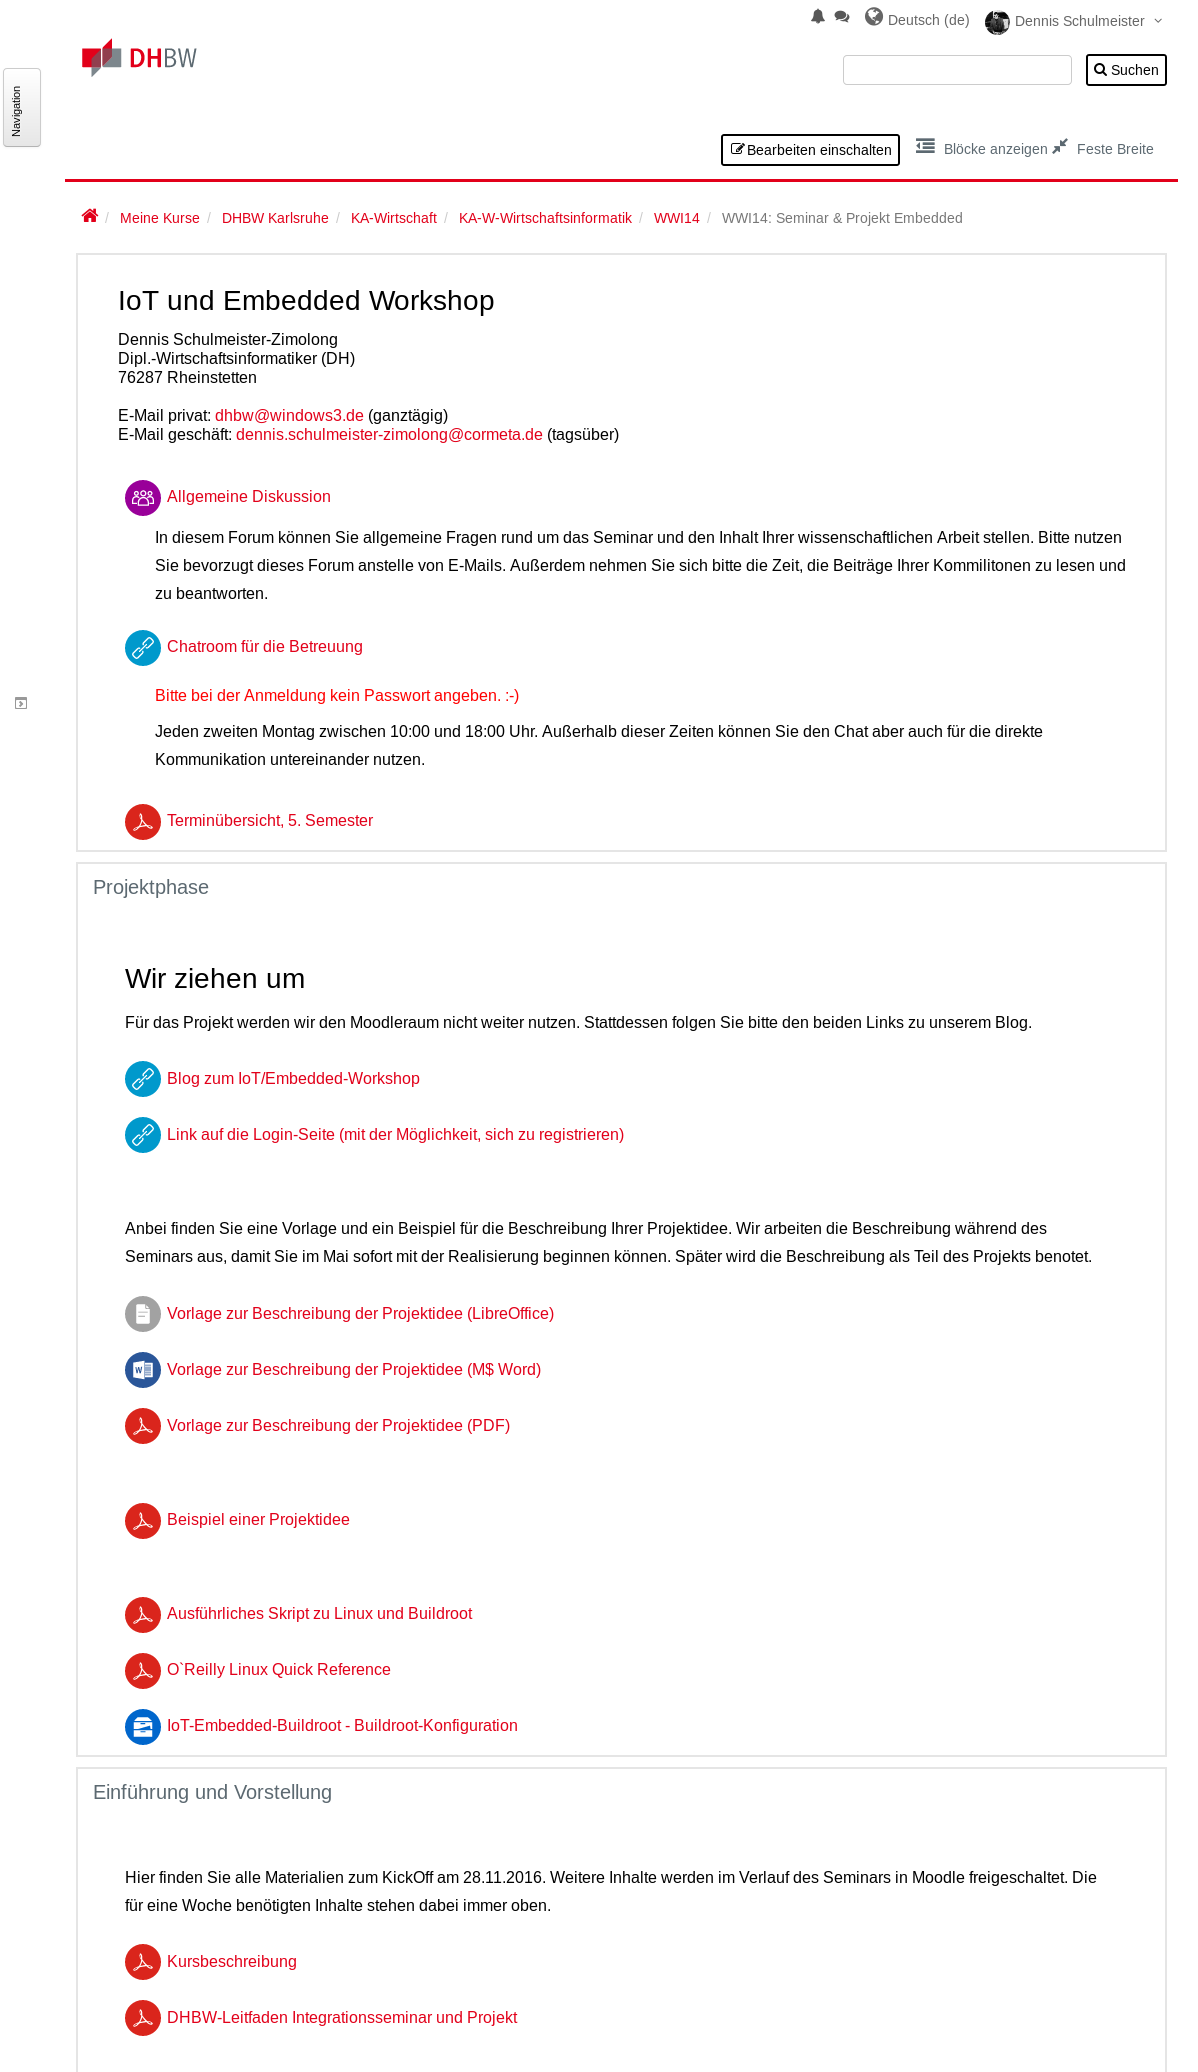 Deutsch (de) Dennis Schulmeister
DHBW
Navigation
Suchen
Bearbeiten einschalten Blöcke anzeigen Feste Breite
/ Meine Kurse / DHBW Karlsruhe / KA-Wirtschaft / KA-W-Wirtschaftsinformatik / WWI14 / WWI14: Seminar & Projekt Embedded
IoT und Embedded Workshop
Dennis Schulmeister-Zimolong
Dipl.-Wirtschaftsinformatiker (DH)
76287 Rheinstetten
E-Mail privat: dhbw@windows3.de (ganztägig)
E-Mail geschäft: dennis.schulmeister-zimolong@cormeta.de (tagsüber)
Allgemeine Diskussion
In diesem Forum können Sie allgemeine Fragen rund um das Seminar und den Inhalt Ihrer wissenschaftlichen Arbeit stellen. Bitte nutzen
Sie bevorzugt dieses Forum anstelle von E-Mails. Außerdem nehmen Sie sich bitte die Zeit, die Beiträge Ihrer Kommilitonen zu lesen und
zu beantworten.
Chatroom für die Betreuung
Bitte bei der Anmeldung kein Passwort angeben. :-)
Jeden zweiten Montag zwischen 10:00 und 18:00 Uhr. Außerhalb dieser Zeiten können Sie den Chat aber auch für die direkte
Kommunikation untereinander nutzen.
Terminübersicht, 5. Semester
Projektphase
Wir ziehen um
Für das Projekt werden wir den Moodleraum nicht weiter nutzen. Stattdessen folgen Sie bitte den beiden Links zu unserem Blog.
Blog zum IoT/Embedded-Workshop
Link auf die Login-Seite (mit der Möglichkeit, sich zu registrieren)
Anbei finden Sie eine Vorlage und ein Beispiel für die Beschreibung Ihrer Projektidee. Wir arbeiten die Beschreibung während des
Seminars aus, damit Sie im Mai sofort mit der Realisierung beginnen können. Später wird die Beschreibung als Teil des Projekts benotet.
Vorlage zur Beschreibung der Projektidee (LibreOffice)
Vorlage zur Beschreibung der Projektidee (M$ Word)
Vorlage zur Beschreibung der Projektidee (PDF)
Beispiel einer Projektidee
Ausführliches Skript zu Linux und Buildroot
O`Reilly Linux Quick Reference
IoT-Embedded-Buildroot - Buildroot-Konfiguration
Einführung und Vorstellung
Hier finden Sie alle Materialien zum KickOff am 28.11.2016. Weitere Inhalte werden im Verlauf des Seminars in Moodle freigeschaltet. Die
für eine Woche benötigten Inhalte stehen dabei immer oben.
Kursbeschreibung
DHBW-Leitfaden Integrationsseminar und Projekt